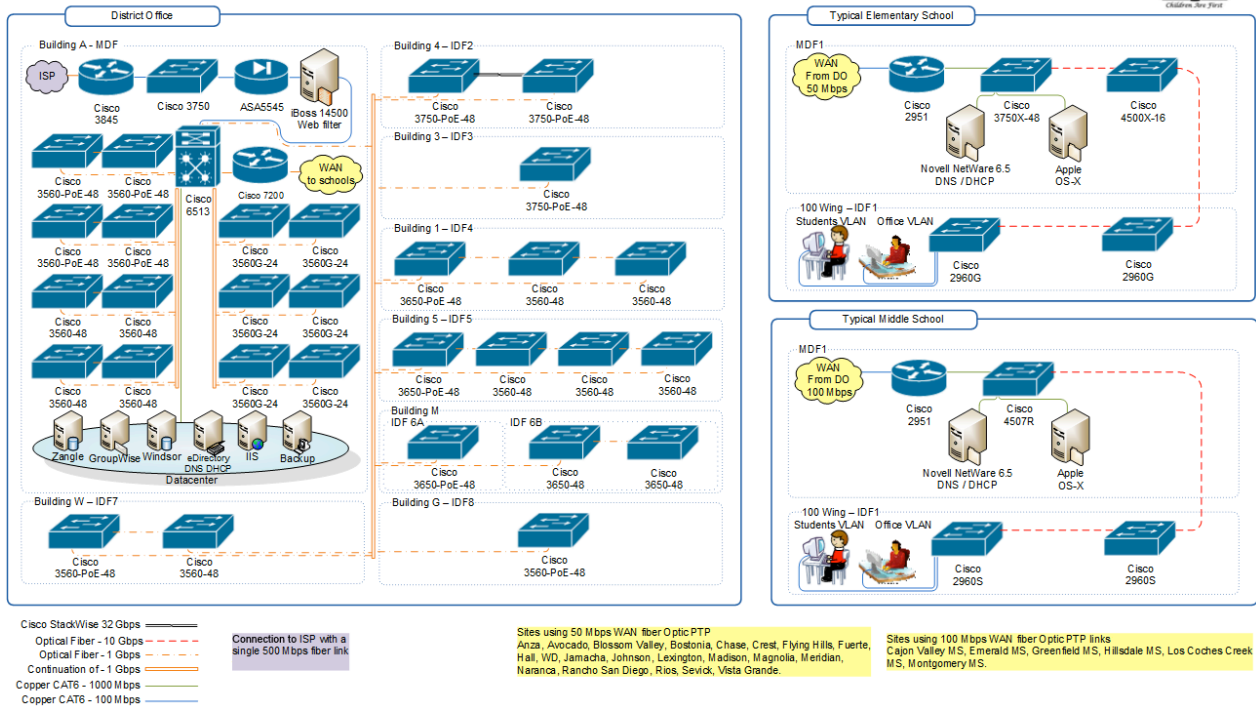 Children Are First
District Office
Building A - MDF
ISP
Cisco
3845
Cisco 3750
ASA5545
iBoss 14500
Web filter
Cisco
3560-PoE-48
Cisco
3560-PoE-48
Cisco
6513
Cisco 7200
WAN
to schools
Cisco
3560-PoE-48
Cisco
3560-PoE-48
Cisco
3560G-24
Cisco
3560G-24
Cisco
3560-48
Cisco
3560-48
Cisco
3560G-24
Cisco
3560G-24
Cisco
3560-48
Cisco
3560-48
Cisco
3560G-24
Cisco
3560G-24
Zangle
GroupWise
Windsor
eDirectory
DNS DHCP
IIS
Backup
Datacenter
Building W – IDF7
Cisco
3560-PoE-48
Cisco
3560-48
Building 4 – IDF2
Cisco
3750-PoE-48
Cisco
3750-PoE-48
Building 3 – IDF3
Cisco
3750-PoE-48
Building 1 – IDF4
Cisco
3650-PoE-48
Cisco
3560-48
Cisco
3560-48
Building 5 – IDF5
Cisco
3650-PoE-48
Cisco
3560-48
Cisco
3560-48
Cisco
3560-48
Building M
IDF 6A
IDF 6B
Cisco
3650-PoE-48
Cisco
3650-48
Cisco
3650-48
Building G – IDF8
Cisco
3560-PoE-48
Typical Elementary School
MDF1
WAN
From DO
50 Mbps
Cisco
2951
Cisco
3750X-48
Cisco
4500X-16
Novell NetWare 6.5
DNS / DHCP
Apple
OS-X
100 Wing – IDF1
Students VLAN
Office VLAN
Cisco
2960G
Cisco
2960G
Typical Middle School
MDF1
WAN
From DO
100 Mbps
Cisco
2951
Cisco
4507R
Novell NetWare 6.5
DNS / DHCP
Apple
OS-X
100 Wing – IDF1
Students VLAN
Office VLAN
Cisco
2960S
Cisco
2960S
Cisco StackWise 32 Gbps
Optical Fiber - 10 Gbps
Optical Fiber - 1 Gbps
Continuation of - 1 Gbps
Copper CAT6 - 1000 Mbps
Copper CAT6 - 100 Mbps
Connection to ISP with a
single 500 Mbps fiber link
Sites using 50 Mbps WAN fiber Optic PTP
Anza, Avocado, Blossom Valley, Bostonia, Chase, Crest, Flying Hills, Fuerte,
Hall, WD, Jamacha, Johnson, Lexington, Madison, Magnolia, Meridian,
Naranca, Rancho San Diego, Rios, Sevick, Vista Grande.
Sites using 100 Mbps WAN fiber Optic PTP links
Cajon Valley MS, Emerald MS, Greenfield MS, Hillsdale MS, Los Coches Creek
MS, Montgomery MS.